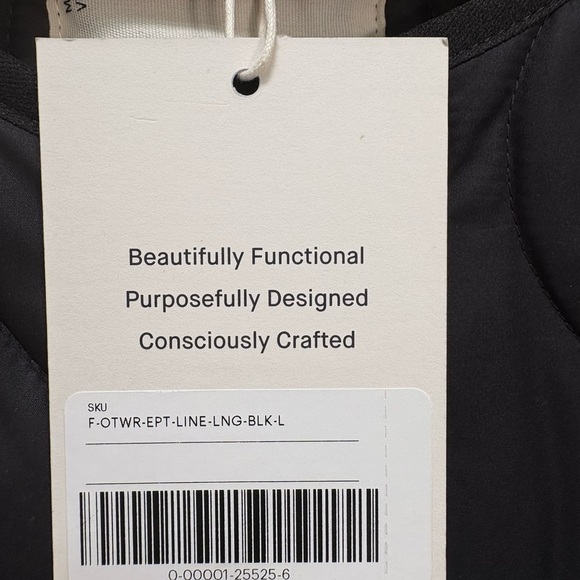 Beautifully Functional
Purposefully Designed
Consciously Crafted
SKU
F-OTWR-EPT-LINE-LNG-BLK-L
0-00001-25525-6